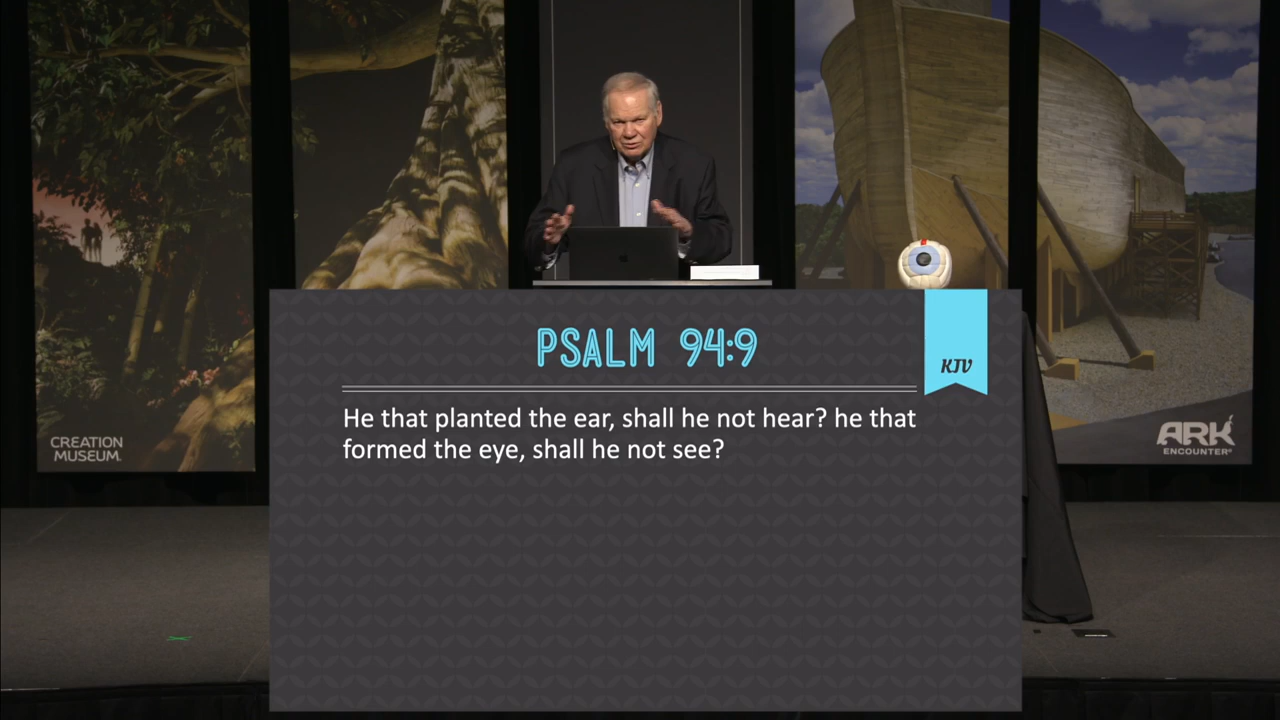 PSALM 94:9
KJV
He that planted the ear, shall he not hear? he that
formed the eye, shall he not see?
CREATION
MUSEUM
ARK
ENCOUNTER